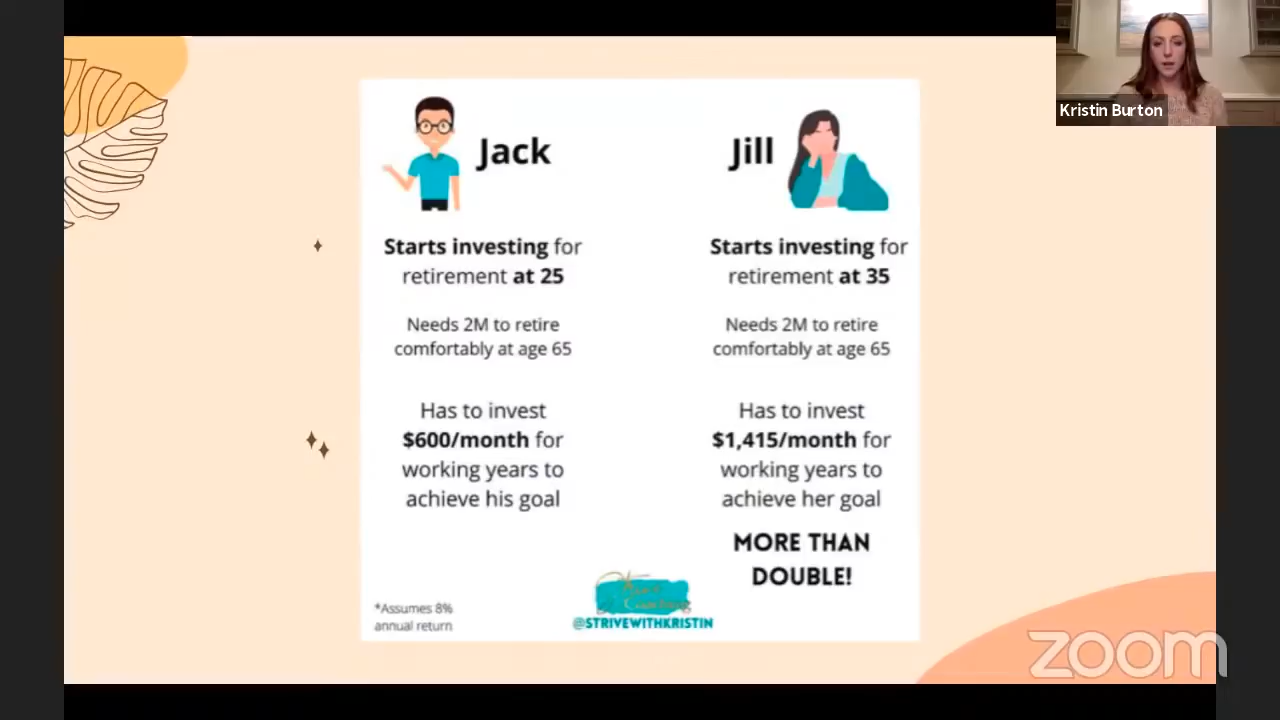 Kristin Burton
Jack
Starts investing for
retirement at 25
Needs 2M to retire
comfortably at age 65
Has to invest
$600/month for
working years to
achieve his goal
*Assumes 8%
annual return
Jill
Starts investing for
retirement at 35
Needs 2M to retire
comfortably at age 65
Has to invest
$1,415/month for
working years to
achieve her goal
MORE THAN
DOUBLE!
@STRIVEWITHKRISTIN
zoom